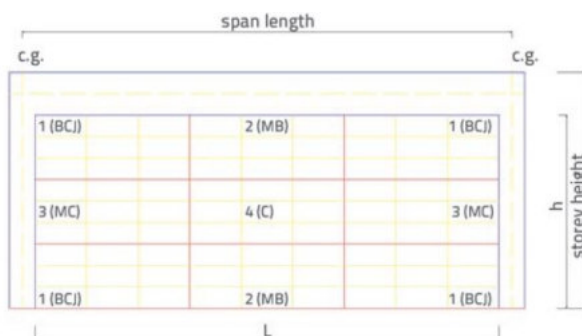 span length
c.g. c.g.
1 (BCJ) 2 (MB) 1 (BCJ)
3 (MC) 4 (C) 3 (MC)
h
storey height
1 (BCJ) 2 (MB) 1 (BCJ)
L